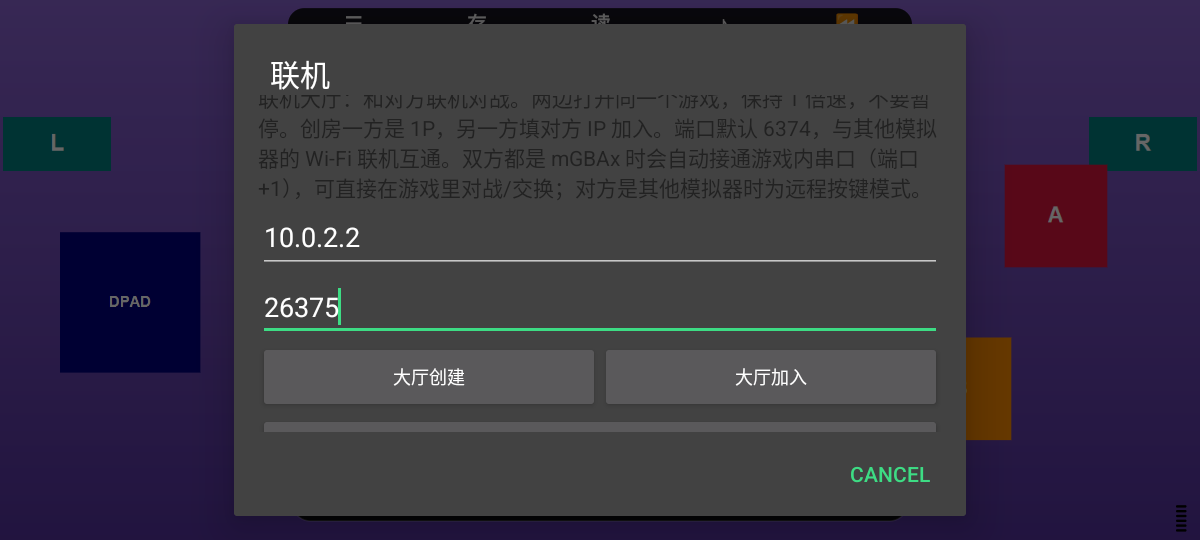 三 存 读
联机
联机大厅：和对方联机对战。两边打开同一个游戏，保持 1 倍速，不要暂
停。创房一方是 1P，另一方填对方 IP 加入。端口默认 6374，与其他模拟
器的 Wi-Fi 联机互通。双方都是 mGBAx 时会自动接通游戏内串口（端口
+1），可直接在游戏里对战/交换；对方是其他模拟器时为远程按键模式。
L
R
A
10.0.2.2
DPAD
26375
大厅创建 大厅加入
CANCEL